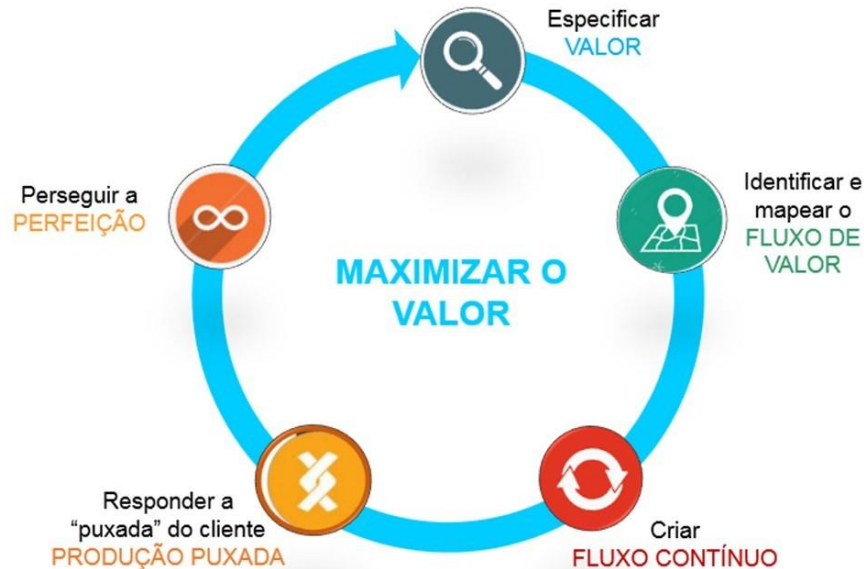 Especificar
VALOR
Identificar e
mapear o
FLUXO DE
VALOR
Criar
FLUXO CONTÍNUO
Responder a
“puxada” do cliente
PRODUÇÃO PUXADA
Perseguir a
PERFEIÇÃO
MAXIMIZAR O
VALOR